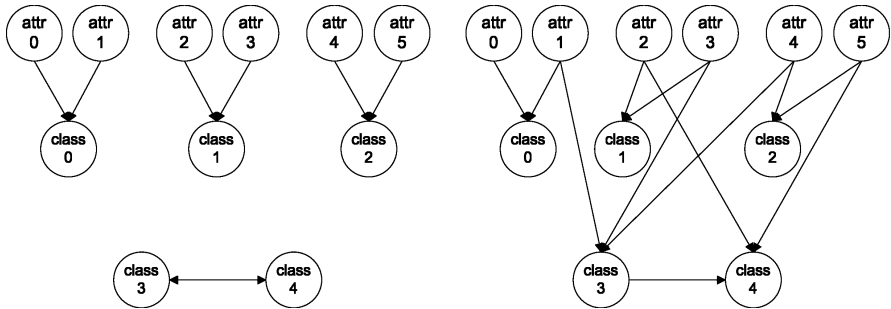 attr attr attr attr attr attr attr attr attr attr attr attr
0 1 2 3 4 5 0 1 2 3 4 5
class class class class class class
0 1 2 0 1 2
class class class class
3 4 3 4